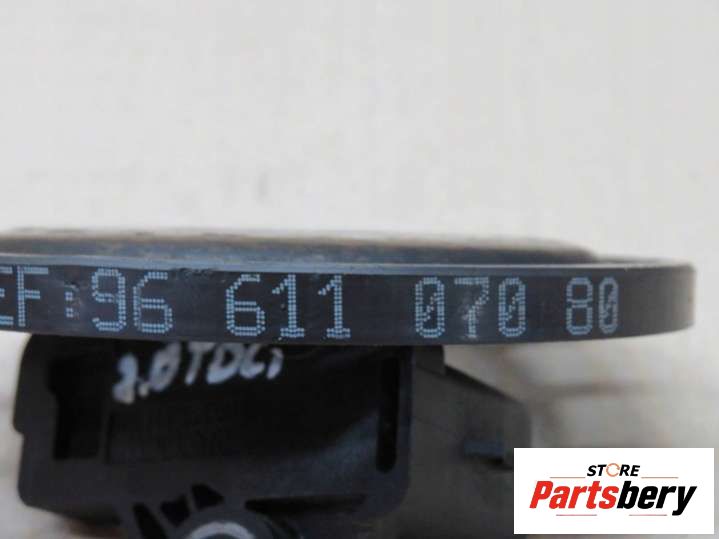 EF:96 611 070 80
2.0TDCi
STORE
Partsbery